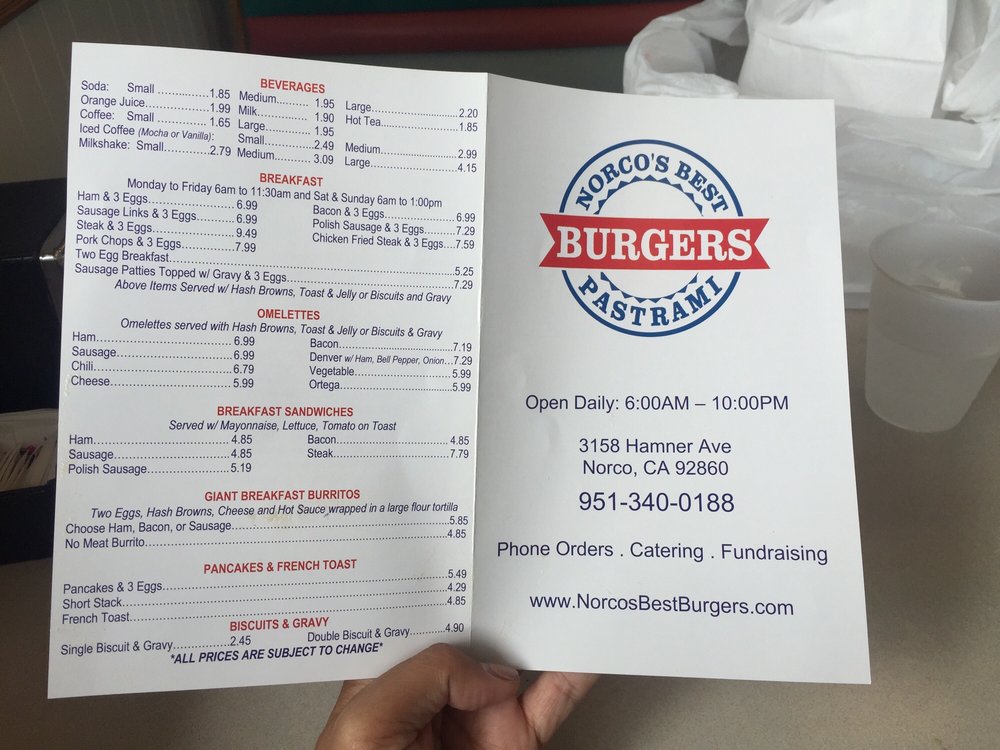 BEVERAGES
Soda: Small ..............1.85 Medium.......... 1.95 Large..........................2.20
Orange Juice.................1.99 Milk................ 1.90 Hot Tea.......................1.85
Coffee: Small .............. 1.65 Large............. 1.95
Iced Coffee (Mocha or Vanilla): Small...............2.49 Medium.......................2.99
Milkshake: Small..........2.79 Medium........... 3.09 Large..........................4.15
BREAKFAST
Monday to Friday 6am to 11:30am and Sat & Sunday 6am to 1:00pm
Ham & 3 Eggs.......................... 6.99 Bacon & 3 Eggs........................6.99
Sausage Links & 3 Eggs............ 6.99 Polish Sausage & 3 Eggs.........7.29
Steak & 3 Eggs......................... 9.49 Chicken Fried Steak & 3 Eggs....7.59
Pork Chops & 3 Eggs.................7.99
Two Egg Breakfast..........................................................5.25
Sausage Patties Topped w/ Gravy & 3 Eggs..............................7.29
Above Items Served w/ Hash Browns, Toast & Jelly or Biscuits and Gravy
OMELETTES
Omelettes served with Hash Browns, Toast & Jelly or Biscuits & Gravy
Ham.......................................... 6.99 Bacon.....................................7.19
Sausage.................................... 6.99 Denver w/ Ham, Bell Pepper, Onion...7.29
Chili........................................... 6.79 Vegetable................................5.99
Cheese...................................... 5.99 Ortega.....................................5.99
BREAKFAST SANDWICHES
Served w/ Mayonnaise, Lettuce, Tomato on Toast
Ham.......................................... 4.85 Bacon..................................... 4.85
Sausage.................................... 4.85 Steak...................................... 7.79
Polish Sausage.......................... 5.19
GIANT BREAKFAST BURRITOS
Two Eggs, Hash Browns, Cheese and Hot Sauce wrapped in a large flour tortilla
Choose Ham, Bacon, or Sausage..........................................5.85
No Meat Burrito..................................................................4.85
PANCAKES & FRENCH TOAST
Pancakes & 3 Eggs.............................................................5.49
Short Stack.......................................................................4.29
French Toast.....................................................................4.85
BISCUITS & GRAVY
Single Biscuit & Gravy.................2.45 Double Biscuit & Gravy...........4.90
*ALL PRICES ARE SUBJECT TO CHANGE*
NORCO'S BEST
BURGERS
PASTRAMI
Open Daily: 6:00AM – 10:00PM
3158 Hamner Ave
Norco, CA 92860
951-340-0188
Phone Orders . Catering . Fundraising
www.NorcosBestBurgers.com